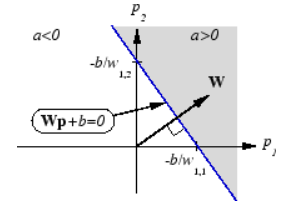 p₂
a<0
a>0
-b/w₁,₂
W
Wp+b=0
p₁
-b/w₁,₁